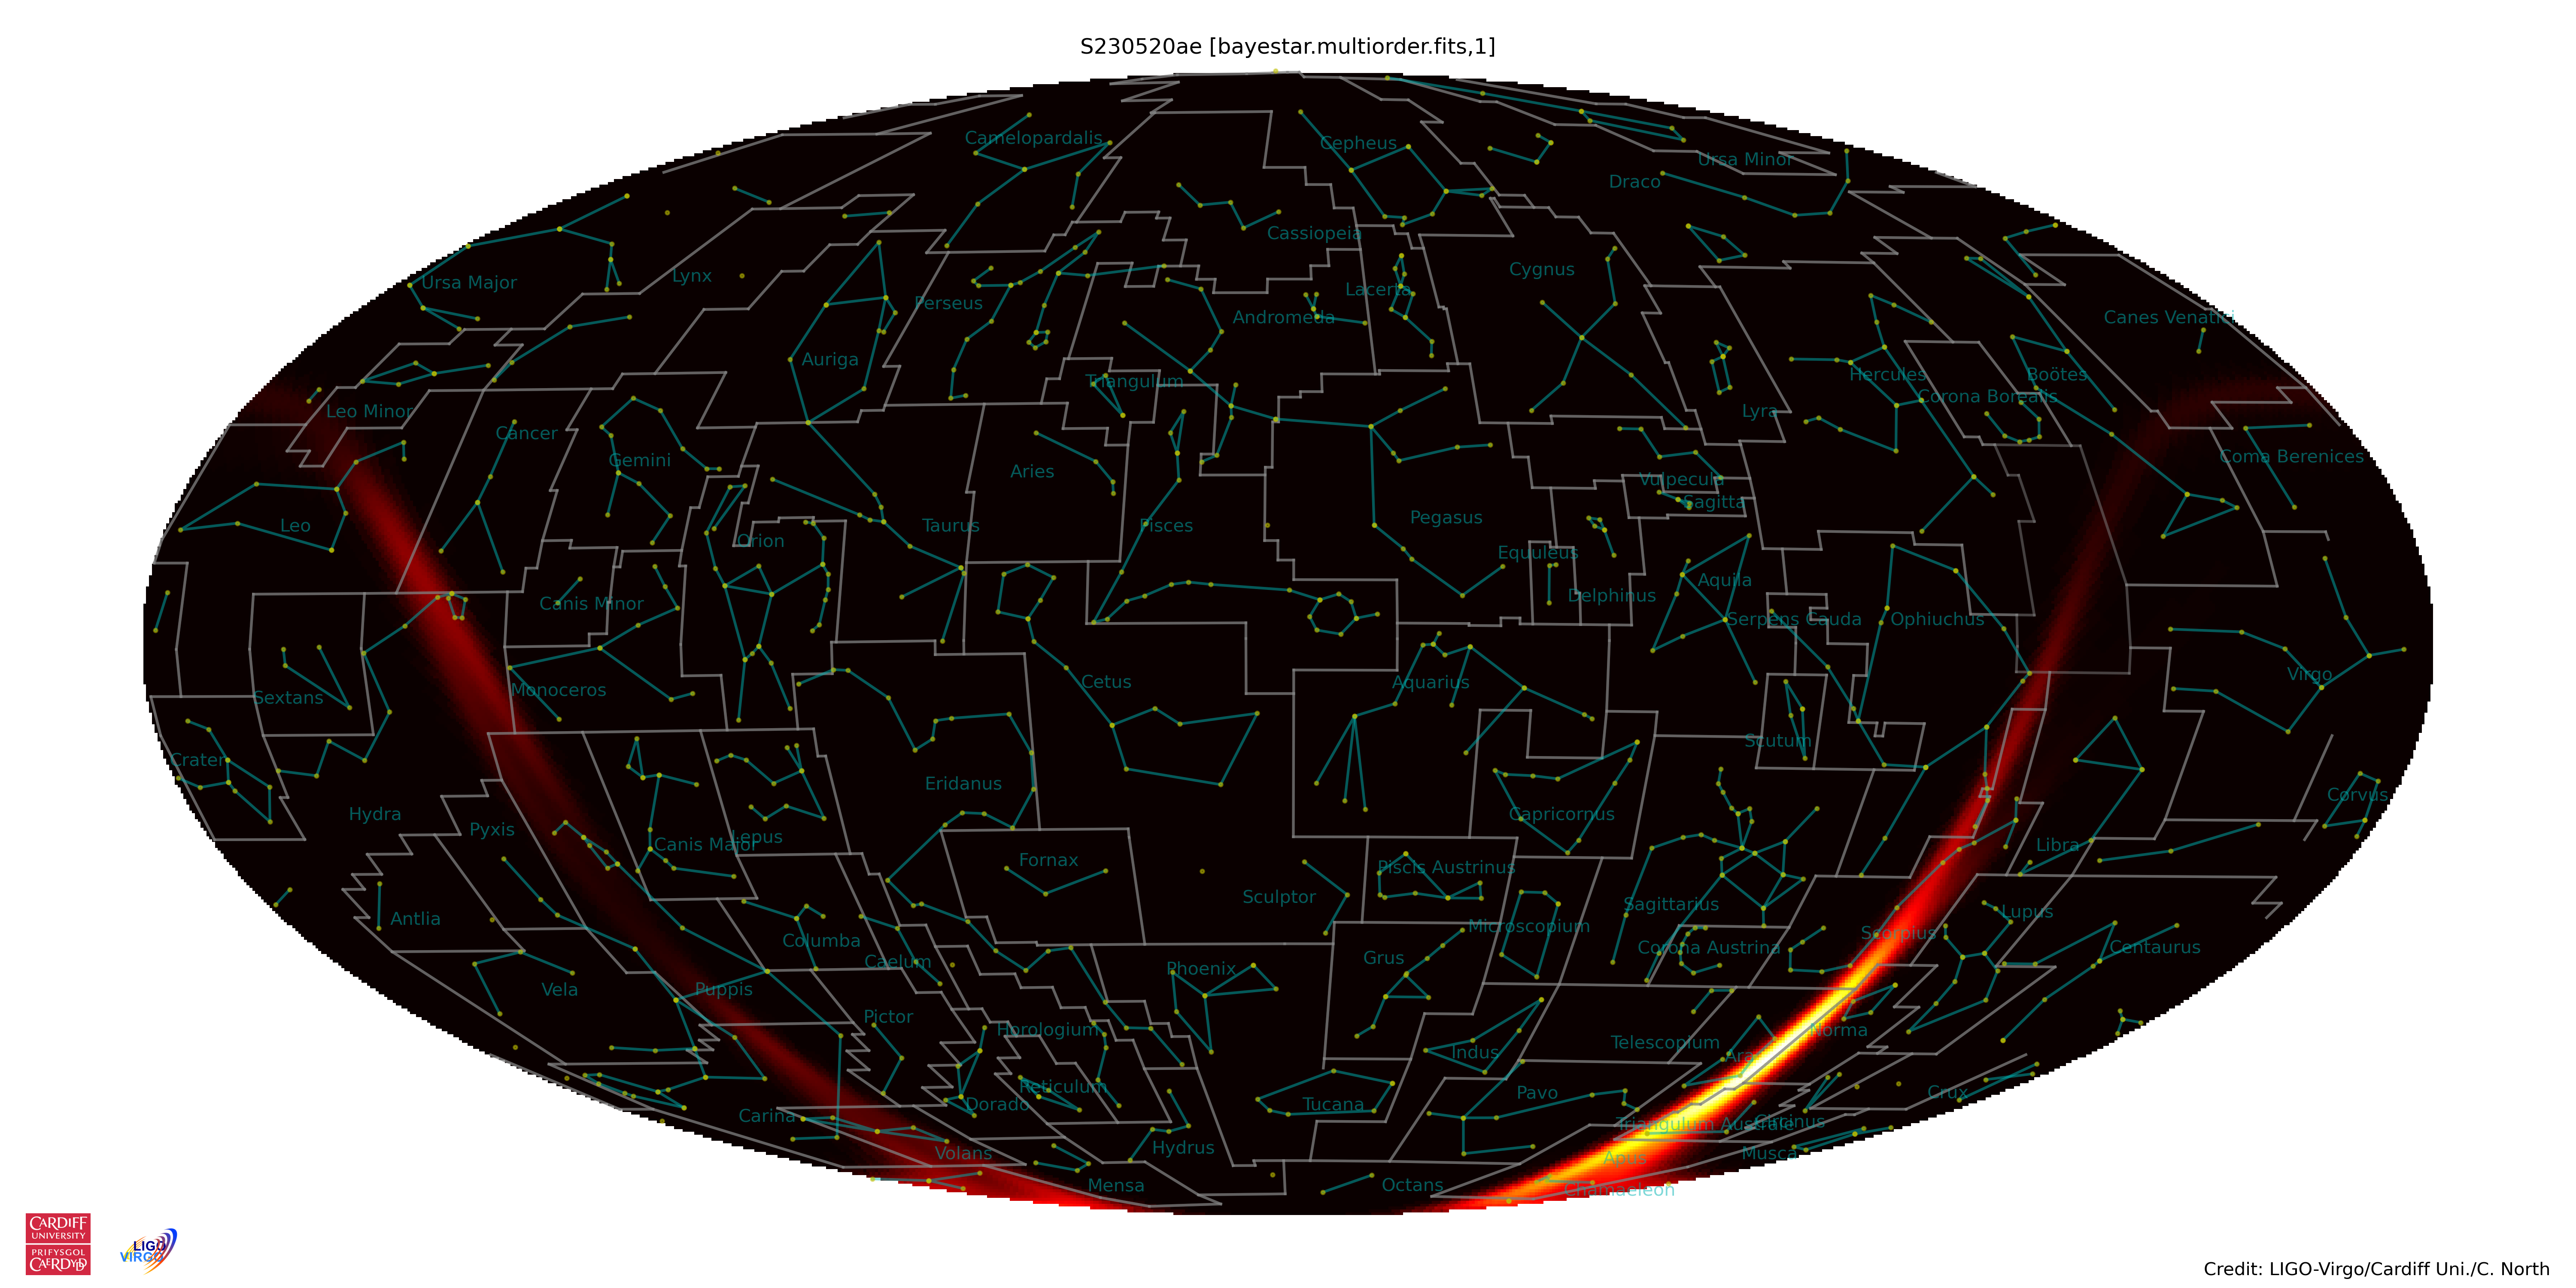 S230520ae [bayestar.multiorder.fits,1]
Camelopardalis
Cepheus
Ursa Minor
Draco
Cassiopeia
Cygnus
Ursa Major
Lynx
Lacerta
Perseus
Andromeda
Canes Venatici
Auriga
Triangulum
Hercules
Boötes
Corona Borealis
Leo Minor
Lyra
Cancer
Gemini
Coma Berenices
Aries
Vulpecula
Sagitta
Leo
Taurus
Pisces
Pegasus
Orion
Equuleus
Aquila
Canis Minor
Delphinus
Serpens Cauda
Ophiuchus
Virgo
Sextans
Monoceros
Cetus
Aquarius
Scutum
Crater
Eridanus
Corvus
Hydra
Capricornus
Pyxis
Canis Major
Lepus
Libra
Fornax
Piscis Austrinus
Sculptor
Sagittarius
Lupus
Antlia
Microscopium
Scorpius
Columba
Corona Austrina
Centaurus
Caelum
Grus
Phoenix
Vela
Puppis
Pictor
Horologium
Norma
Telescopium
Indus
Ara
Reticulum
Pavo
Crux
Dorado
Tucana
Carina
Triangulum Australe
Circinus
Hydrus
Volans
Musca
Apus
Mensa
Octans
Chamaeleon
CARDIFF
UNIVERSITY
PRIFYSGOL
CAERDYDD
LIGO
VIRGO
Credit: LIGO-Virgo/Cardiff Uni./C. North